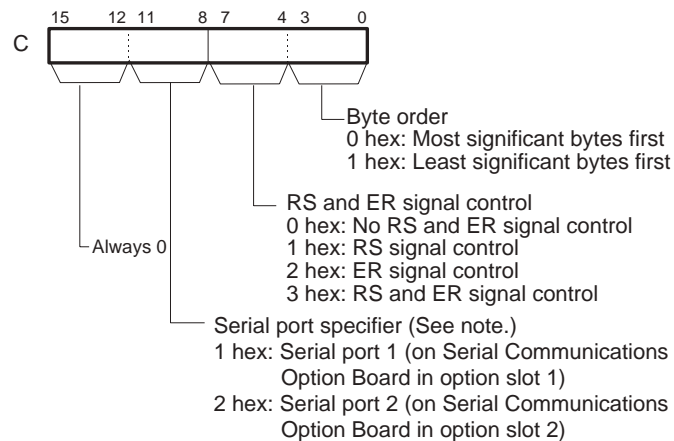 15 12 11 8 7 4 3 0
C
Byte order
0 hex: Most significant bytes first
1 hex: Least significant bytes first
RS and ER signal control
0 hex: No RS and ER signal control
1 hex: RS signal control
2 hex: ER signal control
3 hex: RS and ER signal control
Always 0
Serial port specifier (See note.)
1 hex: Serial port 1 (on Serial Communications
Option Board in option slot 1)
2 hex: Serial port 2 (on Serial Communications
Option Board in option slot 2)